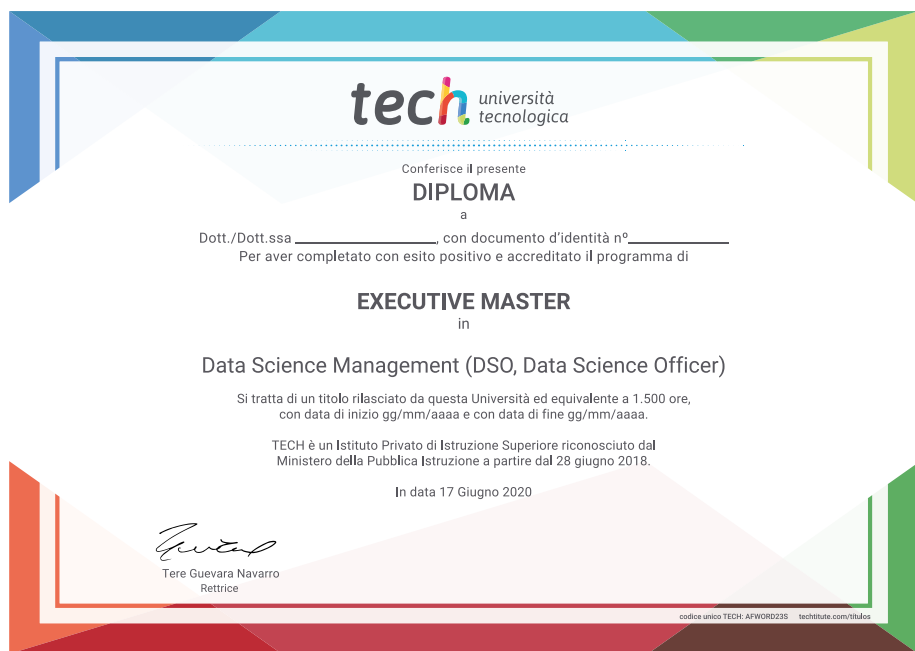 tech università
tecnologica
Conferisce il presente
DIPLOMA
a
Dott./Dott.ssa ________________, con documento d'identità nº____________
Per aver completato con esito positivo e accreditato il programma di
EXECUTIVE MASTER
in
Data Science Management (DSO, Data Science Officer)
Si tratta di un titolo rilasciato da questa Università ed equivalente a 1.500 ore,
con data di inizio gg/mm/aaaa e con data di fine gg/mm/aaaa.
TECH è un Istituto Privato di Istruzione Superiore riconosciuto dal
Ministero della Pubblica Istruzione a partire dal 28 giugno 2018.
In data 17 Giugno 2020
Tere Guevara Navarro
Rettrice
codice unico TECH: AFWORD23S techtitute.com/títulos